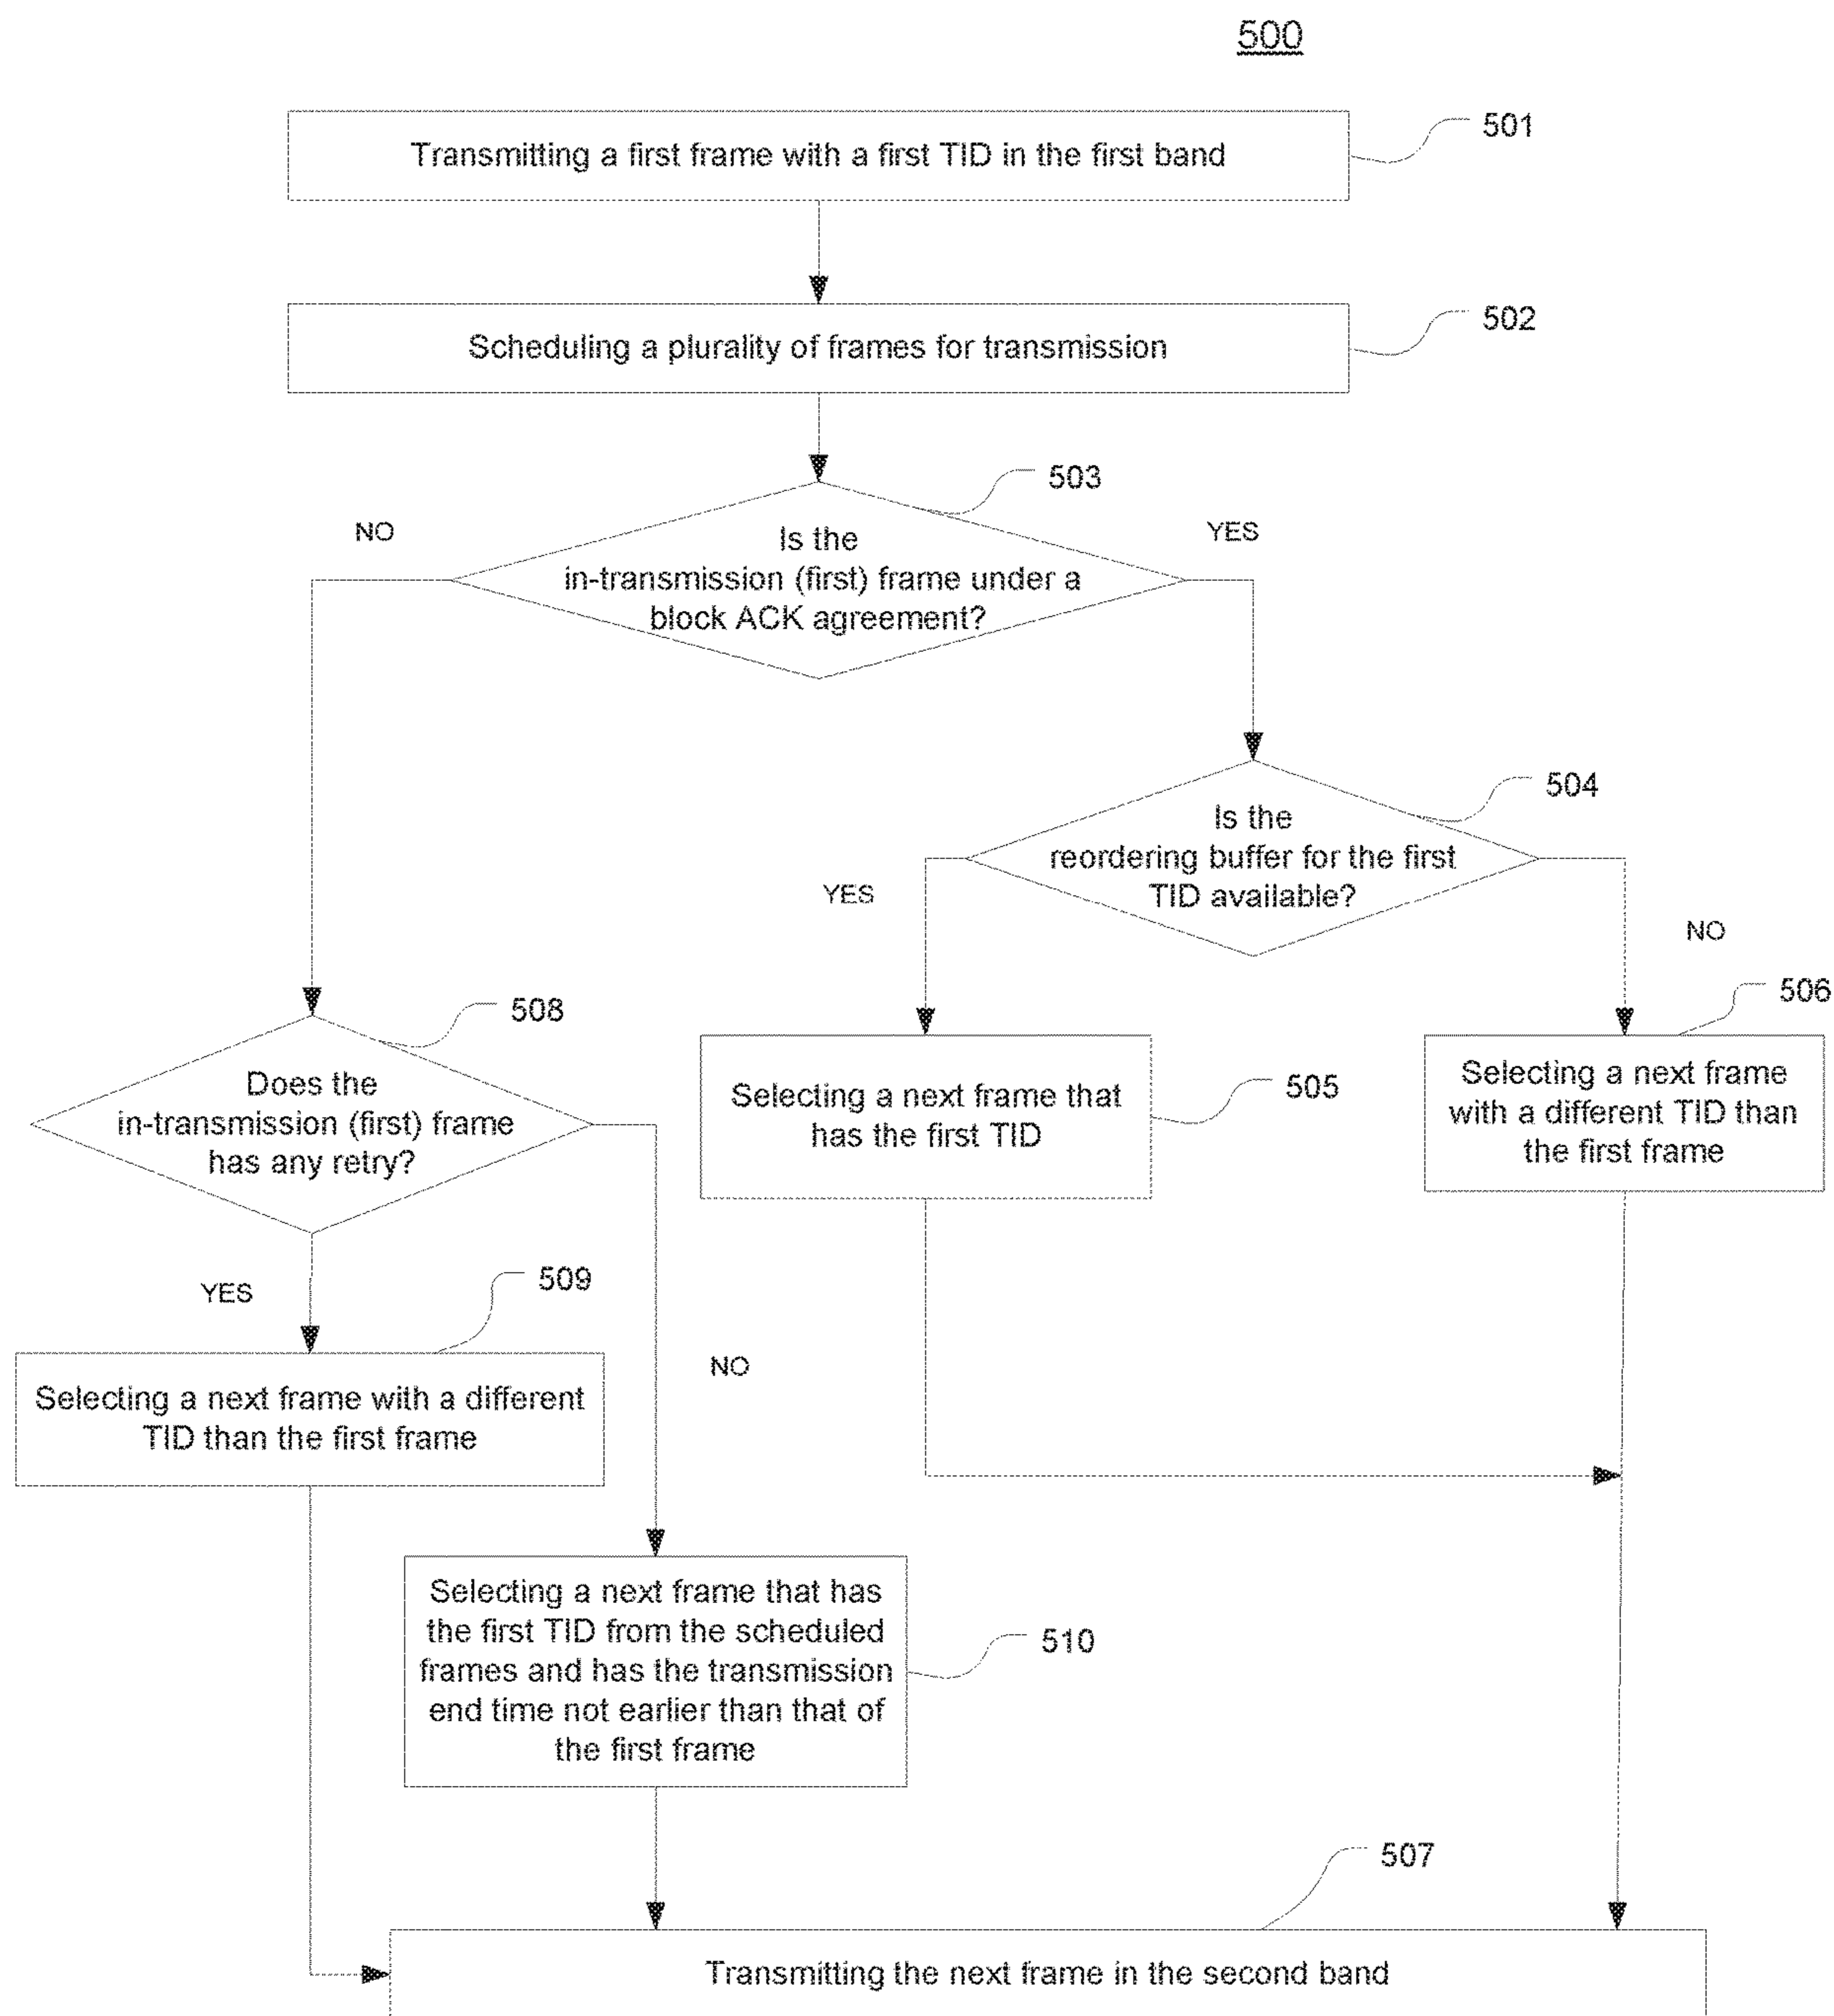 500
501
Transmitting a first frame with a first TID in the first band
502
Scheduling a plurality of frames for transmission
503
NO
YES
Is the
in-transmission (first) frame under a
block ACK agreement?
504
Is the
reordering buffer for the first
TID available?
YES
NO
506
508
Selecting a next frame
with a different TID than
the first frame
Does the
in-transmission (first) frame
has any retry?
Selecting a next frame that
has the first TID
505
509
YES
NO
Selecting a next frame with a different
TID than the first frame
Selecting a next frame that has
the first TID from the scheduled
frames and has the transmission
end time not earlier than that of
the first frame
510
507
Transmitting the next frame in the second band